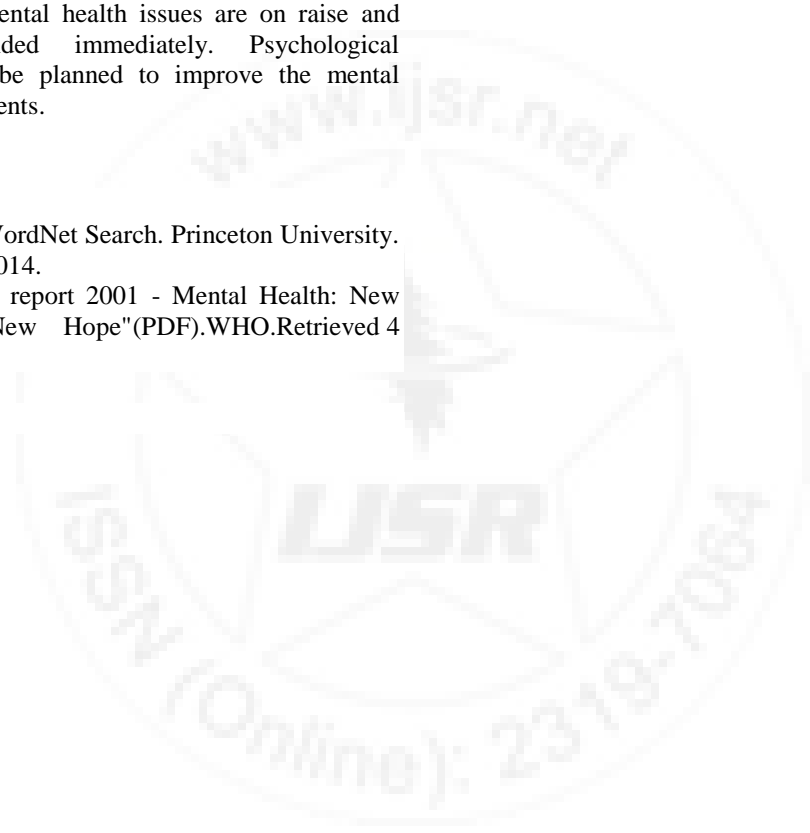 ental health issues are on raise and
ded immediately. Psychological
be planned to improve the mental
ents.
www.ijsr.net
WordNet Search. Princeton University.
014.
report 2001 - Mental Health: New
New Hope"(PDF).WHO.Retrieved 4
IJSR
ISSN (Online): 2319-7064